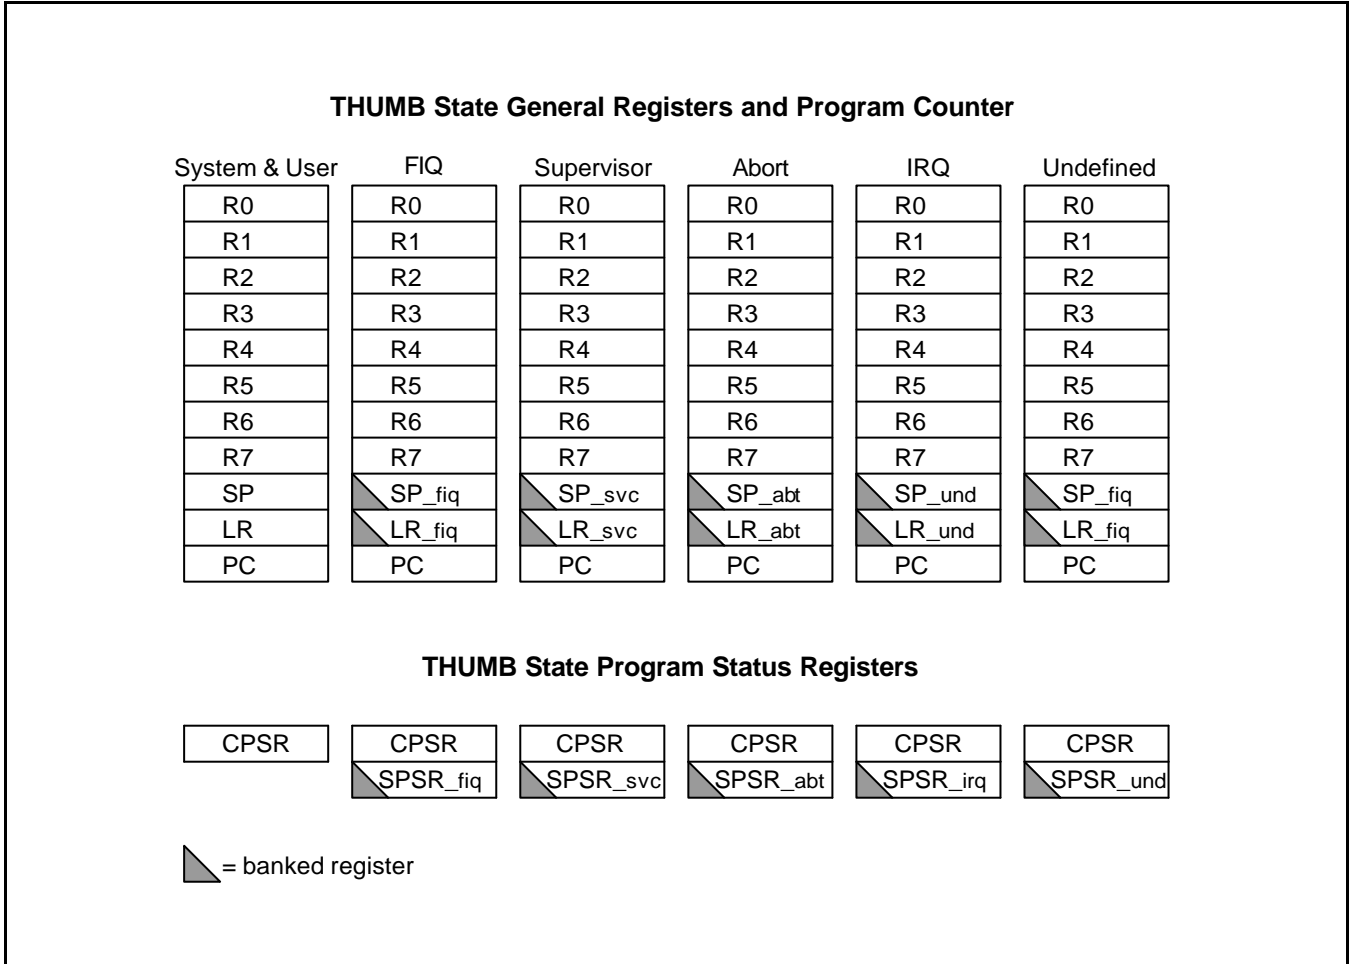 THUMB State General Registers and Program Counter
System & User FIQ Supervisor Abort IRQ Undefined
R0 R0 R0 R0 R0 R0
R1 R1 R1 R1 R1 R1
R2 R2 R2 R2 R2 R2
R3 R3 R3 R3 R3 R3
R4 R4 R4 R4 R4 R4
R5 R5 R5 R5 R5 R5
R6 R6 R6 R6 R6 R6
R7 R7 R7 R7 R7 R7
SP SP_fiq SP_svc SP_abt SP_und SP_fiq
LR LR_fiq LR_svc LR_abt LR_und LR_fiq
PC PC PC PC PC PC
THUMB State Program Status Registers
CPSR CPSR CPSR CPSR CPSR CPSR
SPSR_fiq SPSR_svc SPSR_abt SPSR_irq SPSR_und
= banked register